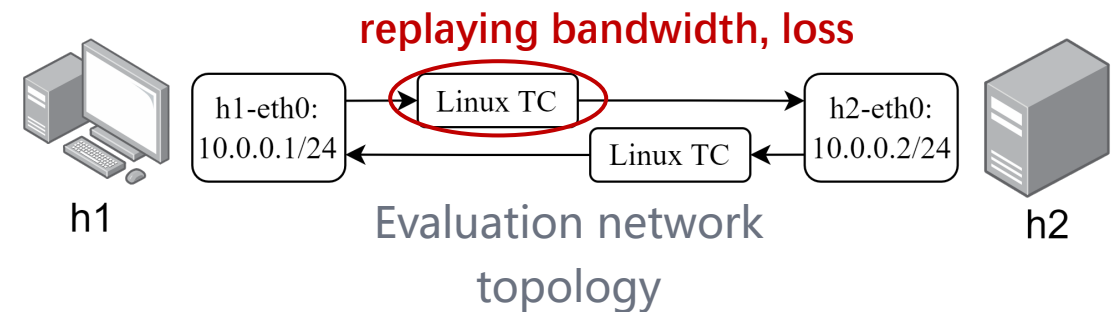 replaying bandwidth, loss
h1-eth0:
10.0.0.1/24
Linux TC
h2-eth0:
10.0.0.2/24
Linux TC
h1
Evaluation network
topology
h2